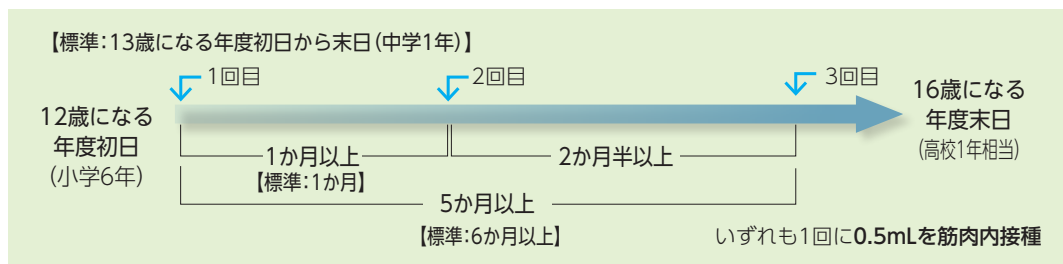 【標準:13歳になる年度初日から末日(中学1年)】
1回目
2回目
3回目
12歳になる
年度初日
(小学6年)
16歳になる
年度末日
(高校1年相当)
1か月以上
【標準:1か月】
2か月半以上
5か月以上
【標準:6か月以上】
いずれも1回に0.5mLを筋肉内接種